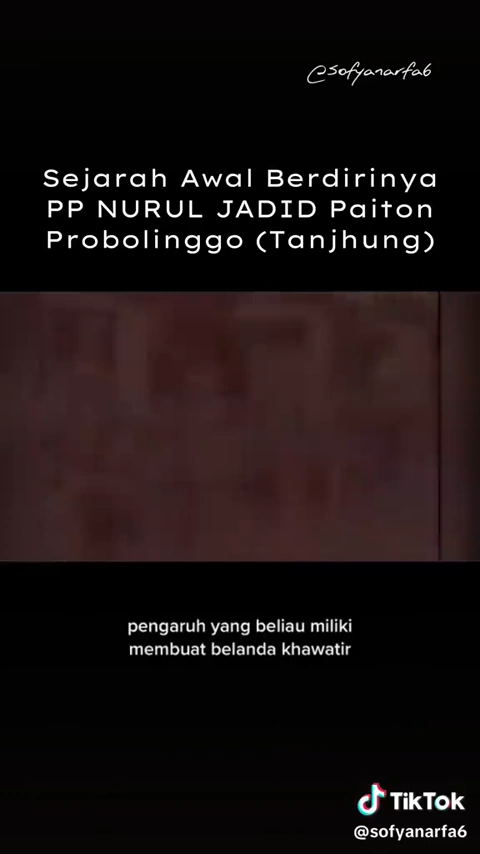 @sofyanarfa6
Sejarah Awal Berdirinya
PP NURUL JADID Paiton
Probolinggo (Tanjhung)
pengaruh yang beliau miliki
membuat belanda khawatir
TikTok
@sofyanarfa6